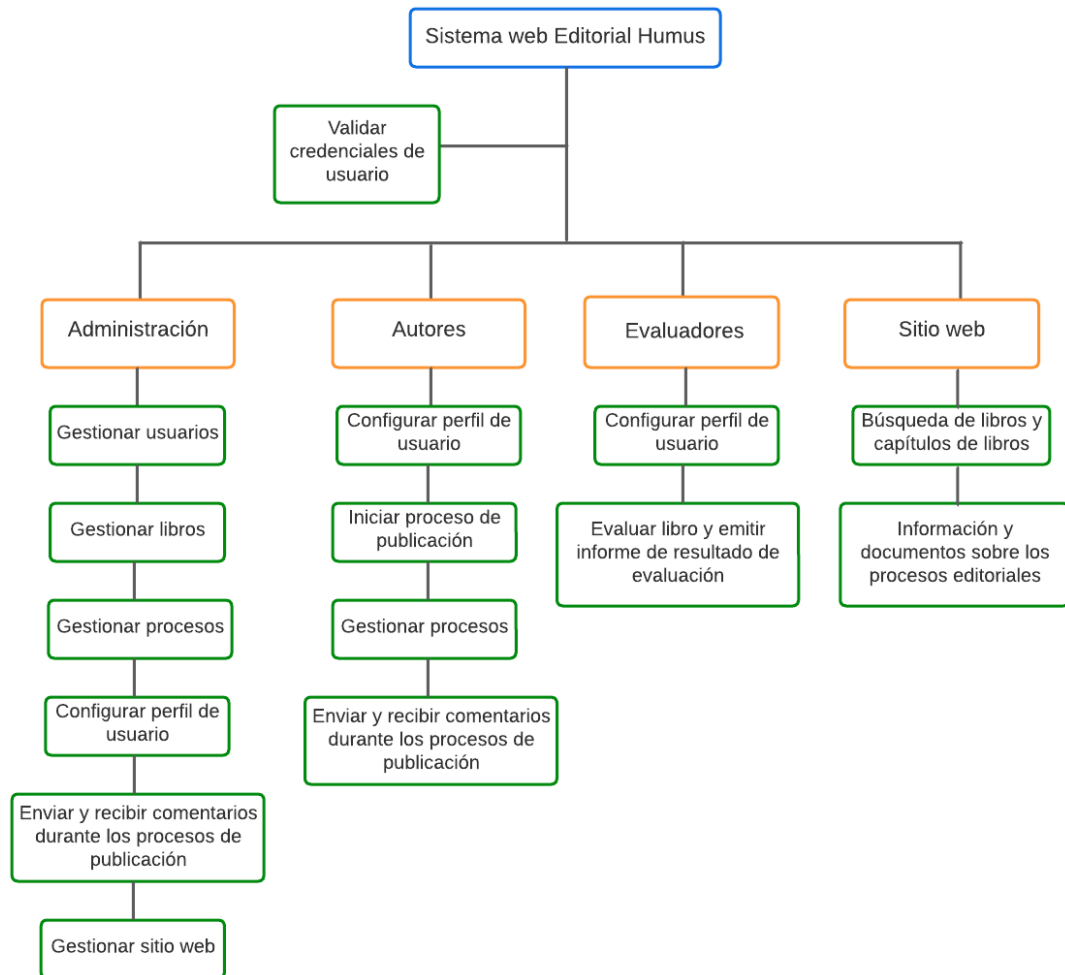 Sistema web Editorial Humus
Validar
credenciales de
usuario
Administración
Autores
Evaluadores
Sitio web
Gestionar usuarios
Gestionar libros
Gestionar procesos
Configurar perfil de
usuario
Enviar y recibir comentarios
durante los procesos de
publicación
Gestionar sitio web
Configurar perfil de
usuario
Iniciar proceso de
publicación
Gestionar procesos
Enviar y recibir comentarios
durante los procesos de
publicación
Configurar perfil de
usuario
Evaluar libro y emitir
informe de resultado de
evaluación
Búsqueda de libros y
capítulos de libros
Información y
documentos sobre los
procesos editoriales